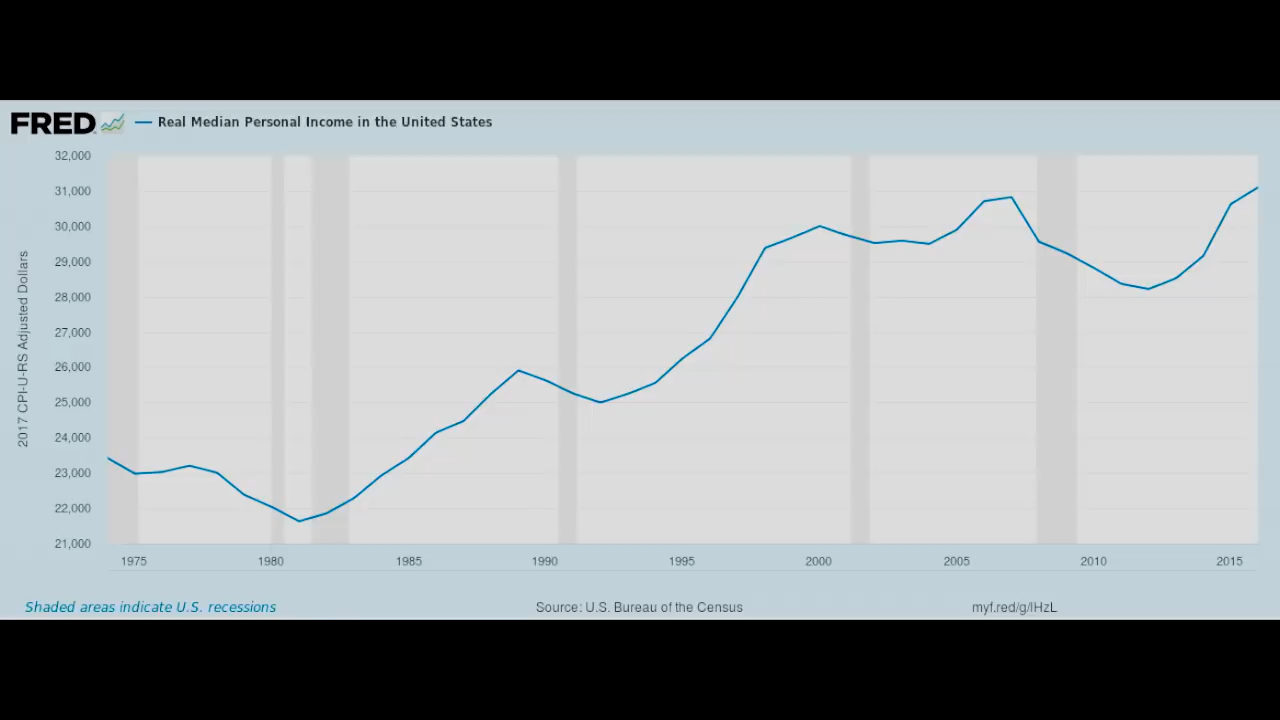 FRED
Real Median Personal Income in the United States
32,000
31,000
30,000
29,000
28,000
27,000
26,000
25,000
24,000
23,000
22,000
21,000
2017 CPI-U-RS Adjusted Dollars
1975 1980 1985 1990 1995 2000 2005 2010 2015
Shaded areas indicate U.S. recessions Source: U.S. Bureau of the Census myf.red/g/lHzL